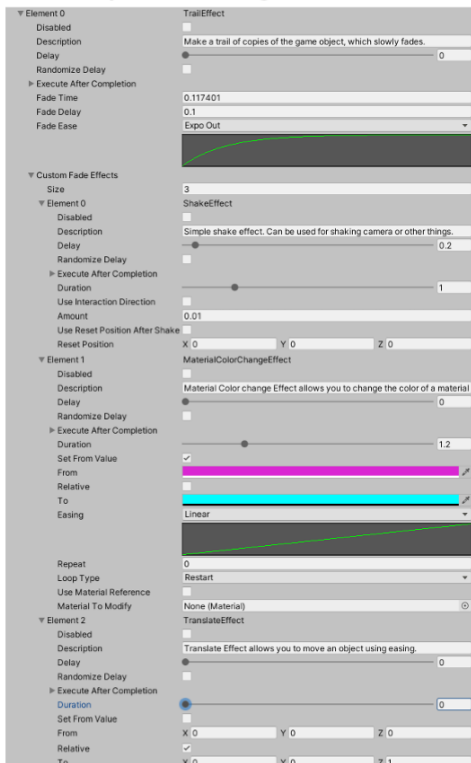 Element 0 TrailEffect
Disabled
Description Make a trail of copies of the game object, which slowly fades.
Delay 0
Randomize Delay
Execute After Completion
Fade Time 0.117401
Fade Delay 0.1
Fade Ease Expo Out
Custom Fade Effects
Size 3
Element 0 ShakeEffect
Disabled
Description Simple shake effect. Can be used for shaking camera or other things.
Delay 0.2
Randomize Delay
Execute After Completion
Duration 1
Use Interaction Direction
Amount 0.01
Use Reset Position After Shake
Reset Position X 0 Y 0 Z 0
Element 1 MaterialColorChangeEffect
Disabled
Description Material Color change Effect allows you to change the color of a material
Delay 0
Randomize Delay
Execute After Completion
Duration 1.2
Set From Value
From
Relative
To
Easing Linear
Repeat 0
Loop Type Restart
Use Material Reference
Material To Modify None (Material)
Element 2 TranslateEffect
Disabled
Description Translate Effect allows you to move an object using easing.
Delay 0
Randomize Delay
Execute After Completion
Duration 0
Set From Value
From X 0 Y 0 Z 0
Relative
To X 0 Y 0 Z 1